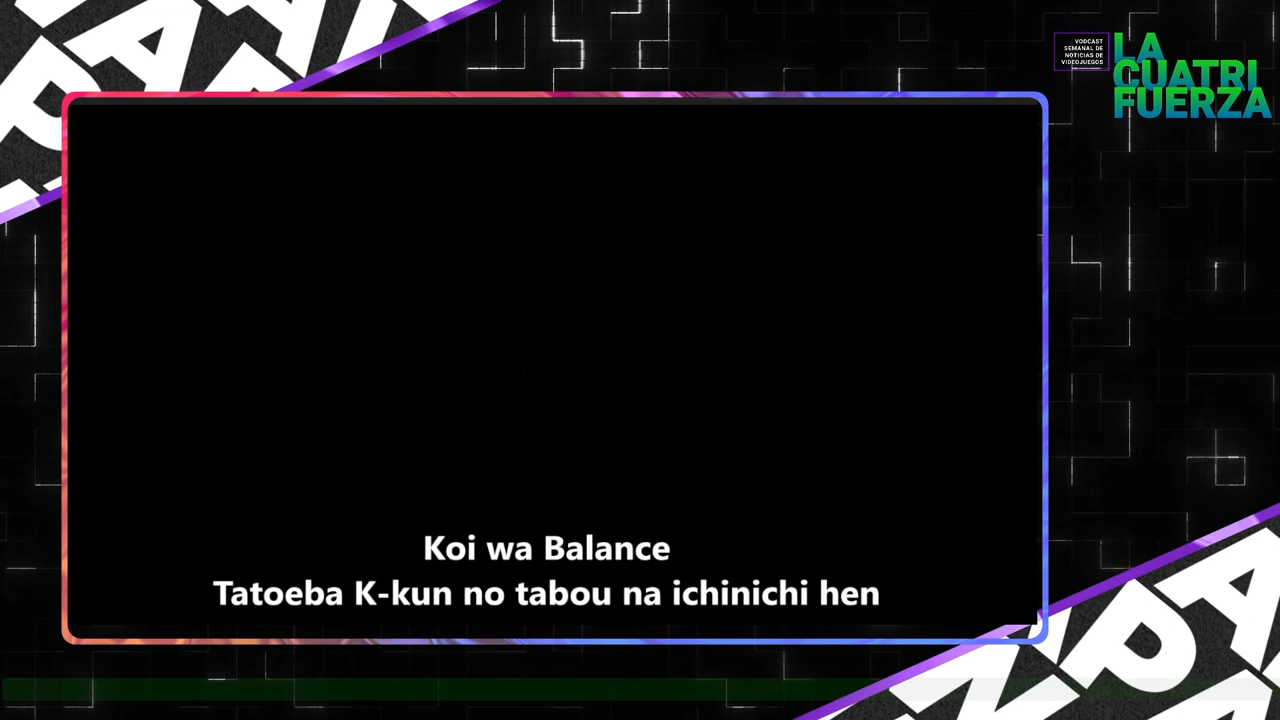 VODCAST
SEMANAL DE
NOTICIAS DE
VIDEOJUEGOS
LA
CUATRI
FUERZA
Koi wa Balance
Tatoeba K-kun no tabou na ichinichi hen